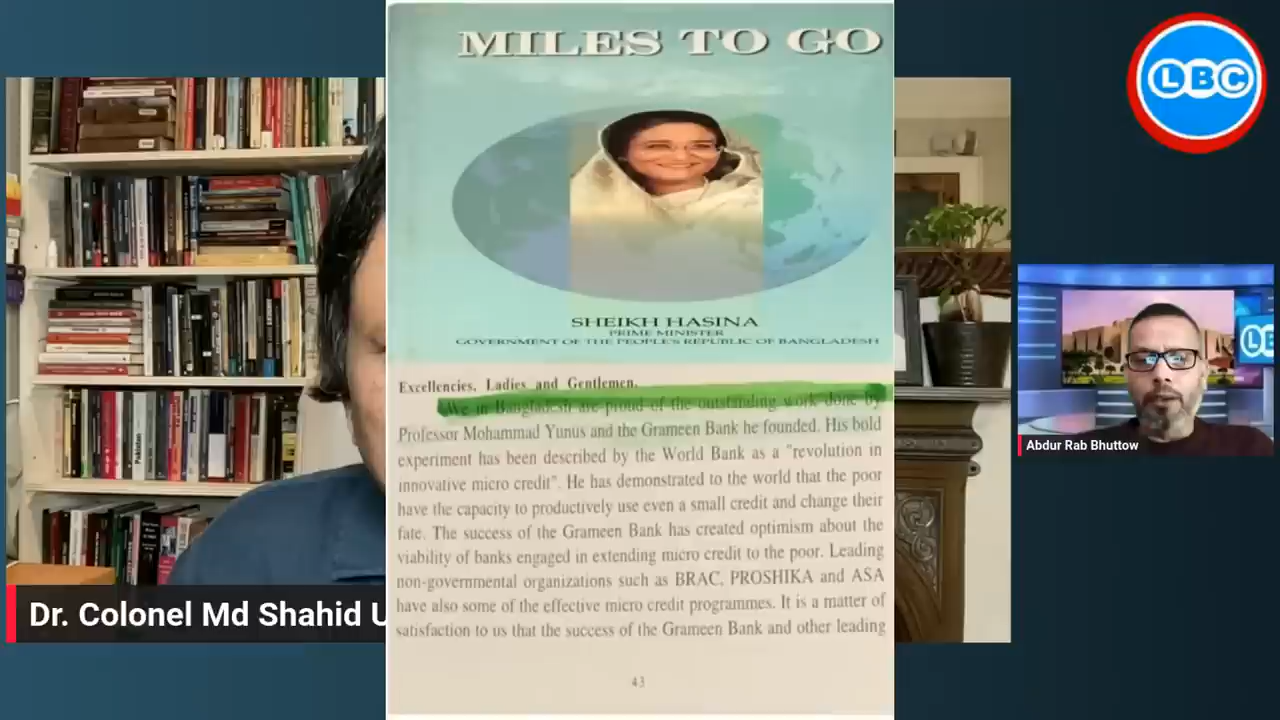 MILES TO GO
SHEIKH HASINA
PRIME MINISTER
GOVERNMENT OF THE PEOPLE'S REPUBLIC OF BANGLADESH
Excellencies, Ladies and Gentlemen,
We in Bangladesh are proud of the outstanding work done by
Professor Mohammad Yunus and the Grameen Bank he founded. His bold
experiment has been described by the World Bank as a "revolution in
innovative micro credit". He has demonstrated to the world that the poor
have the capacity to productively use even a small credit and change their
fate. The success of the Grameen Bank has created optimism about the
viability of banks engaged in extending micro credit to the poor. Leading
non-governmental organizations such as BRAC, PROSHIKA and ASA
have also some of the effective micro credit programmes. It is a matter of
satisfaction to us that the success of the Grameen Bank and other leading
43
Dr. Colonel Md Shahid U
LBC
LB
Abdur Rab Bhuttow
Pakistan